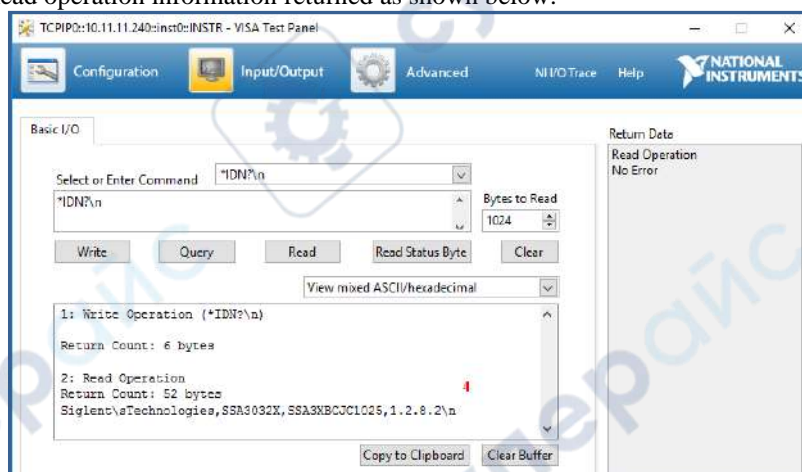 ead operation information returned as shown below:
TCPIP0::10.11.11.240::inst0::INSTR - VISA Test Panel
Configuration Input/Output Advanced NI I/O Trace Help NATIONAL INSTRUMENTS
Basic I/O
Return Data
Read Operation
No Error
Select or Enter Command *IDN?\n
*IDN?\n
Bytes to Read
1024
Write Query Read Read Status Byte Clear
View mixed ASCII/hexadecimal
1: Write Operation (*IDN?\n)
Return Count: 6 bytes
2: Read Operation
4
Return Count: 52 bytes
Siglent\sTechnologies,SSA3032X,SSA3XBCJC1025,1.2.8.2\n
Copy to Clipboard Clear Buffer